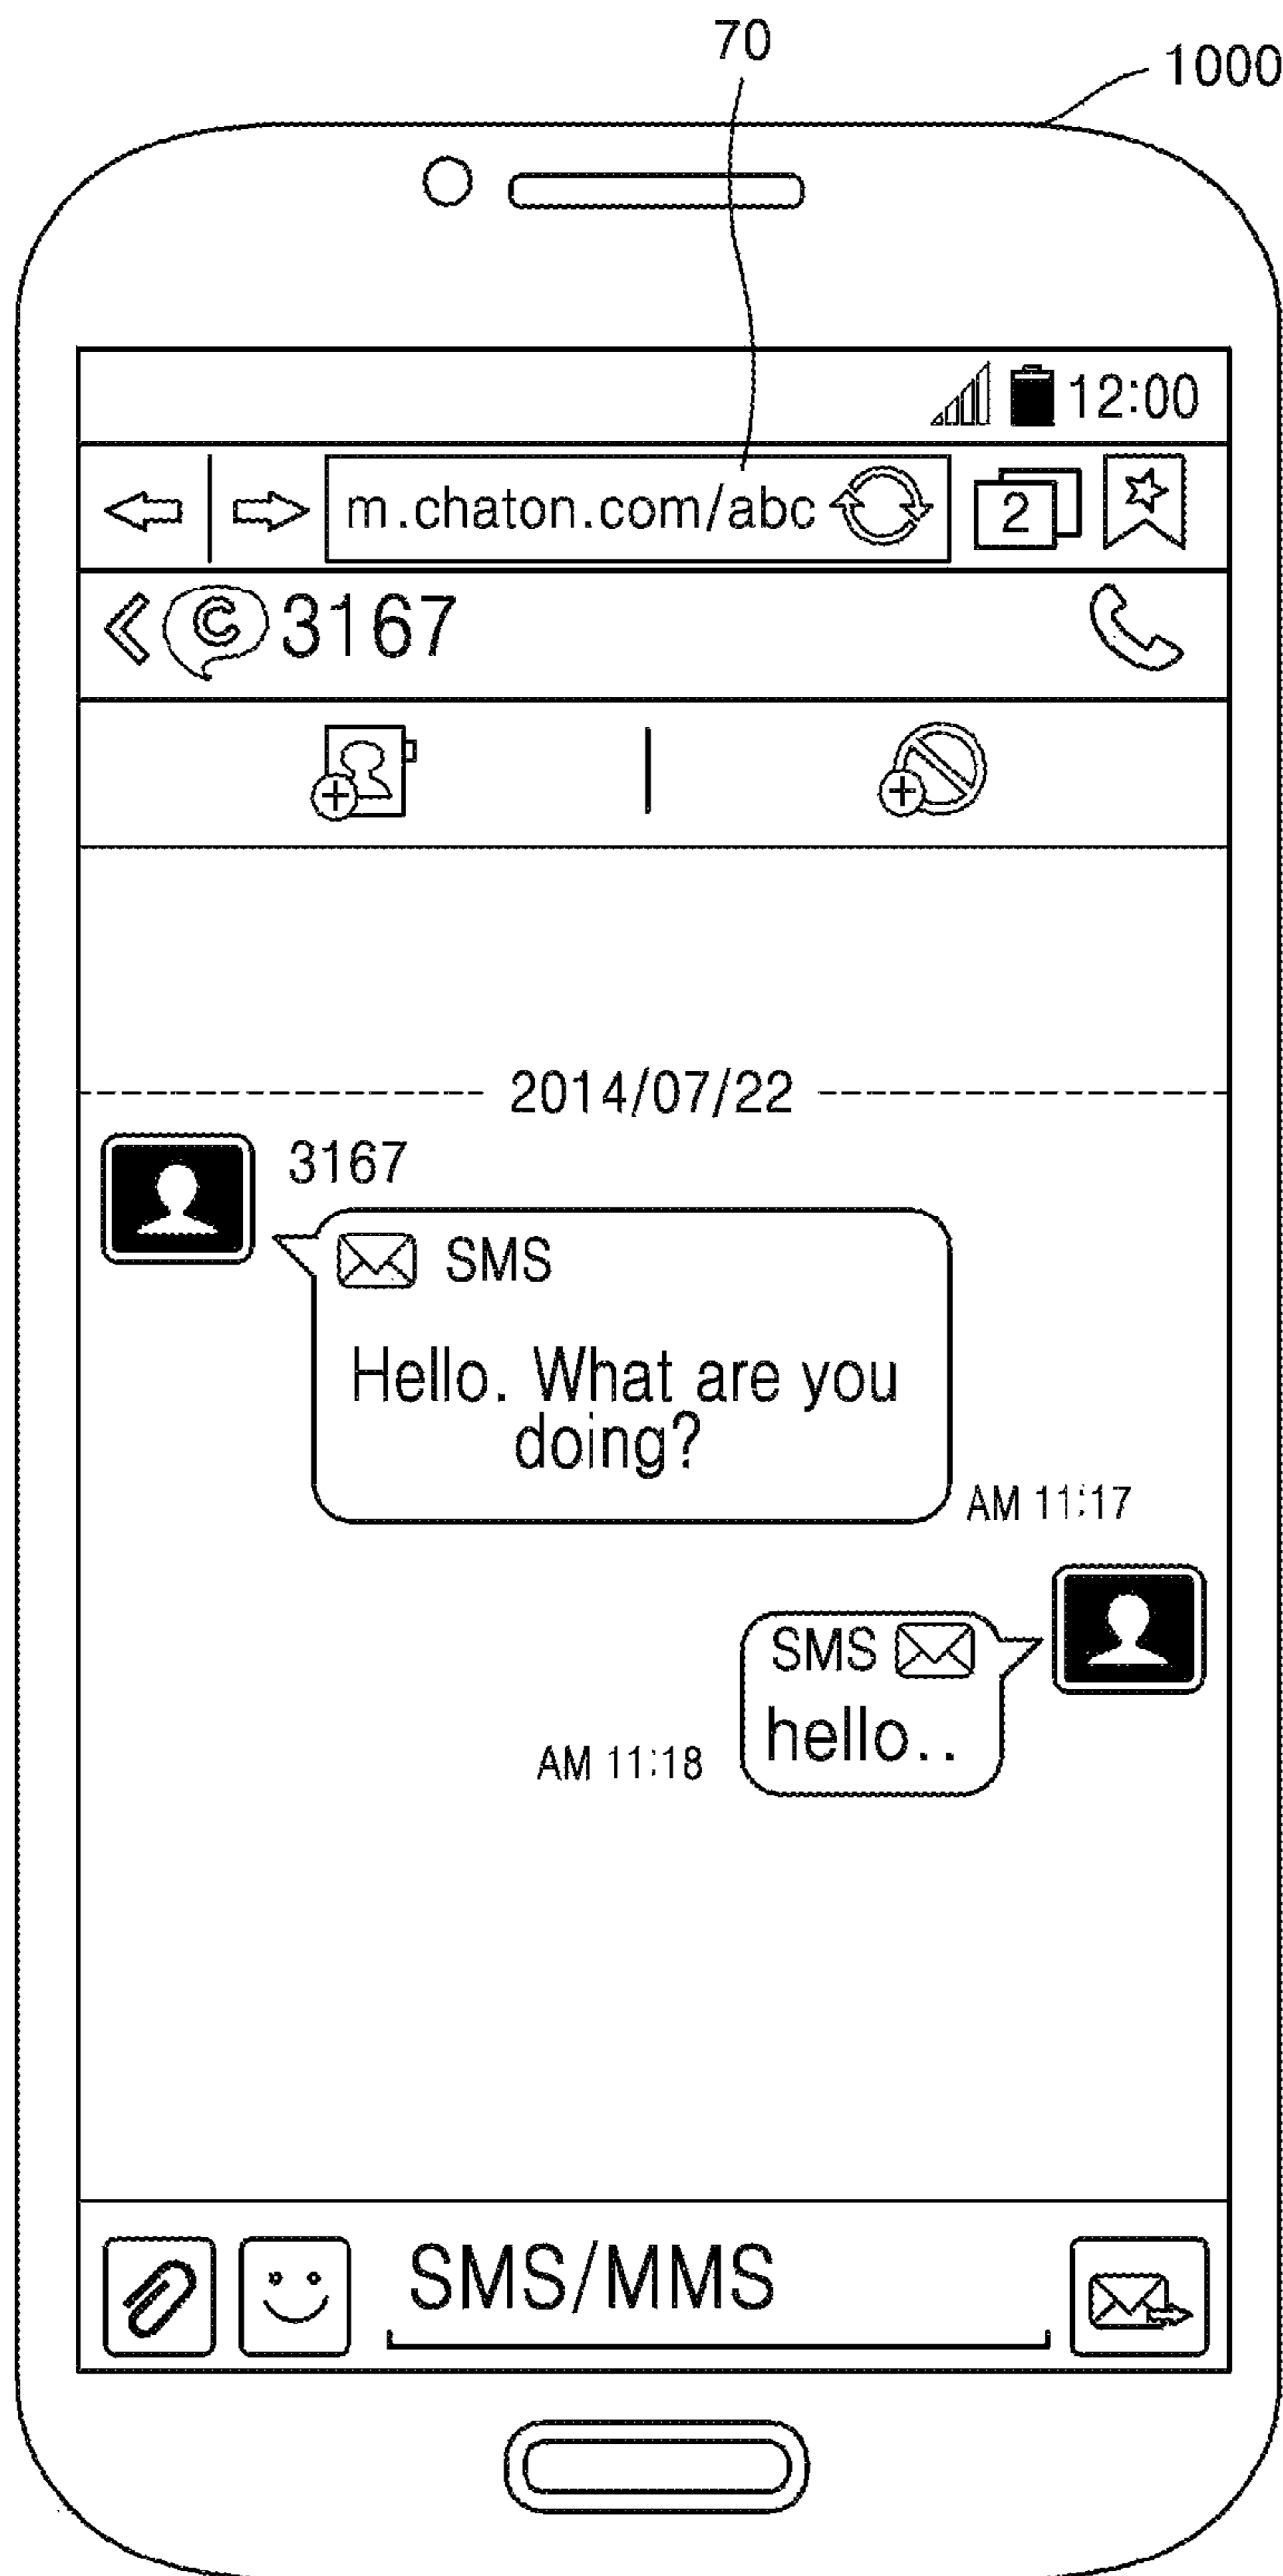 70
1000
12:00
m.chaton.com/abc
2
C 3167
2014/07/22
3167
SMS
Hello. What are you
doing?
AM 11:17
SMS
hello..
AM 11:18
SMS/MMS